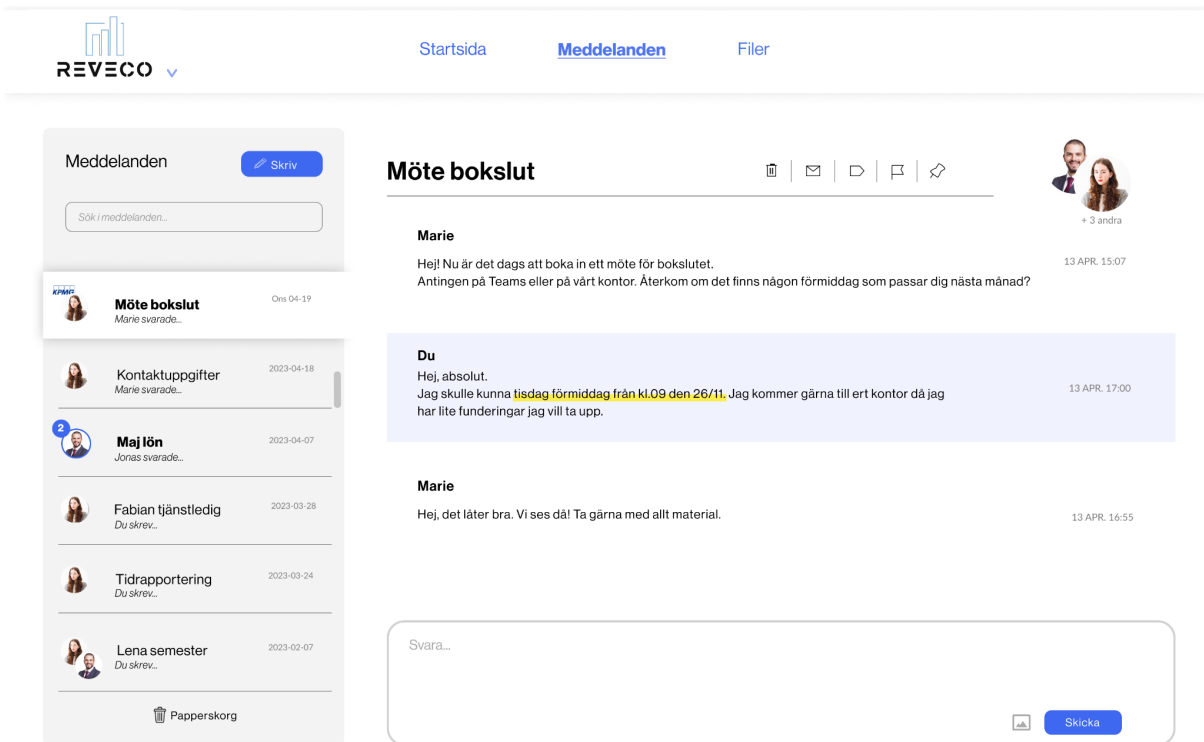 REVECO
Startsida
Meddelanden
Filer
Meddelanden
Skriv
Sök i meddelanden...
KPMG
Möte bokslut
Ons 04-19
Marie svarade...
Kontaktuppgifter
2023-04-18
Marie svarade...
2
Maj lön
2023-04-07
Jonas svarade...
Fabian tjänstledig
2023-03-28
Du skrev...
Tidrapportering
2023-03-24
Du skrev...
Lena semester
2023-02-07
Du skrev...
Papperskorg
Möte bokslut
+ 3 andra
Marie
13 APR. 15:07
Hej! Nu är det dags att boka in ett möte för bokslutet.
Antingen på Teams eller på vårt kontor. Återkom om det finns någon förmiddag som passar dig nästa månad?
Du
Hej, absolut.
13 APR. 17:00
Jag skulle kunna tisdag förmiddag från kl.09 den 26/11. Jag kommer gärna till ert kontor då jag
har lite funderingar jag vill ta upp.
Marie
Hej, det låter bra. Vi ses då! Ta gärna med allt material.
13 APR. 16:55
Svara...
Skicka